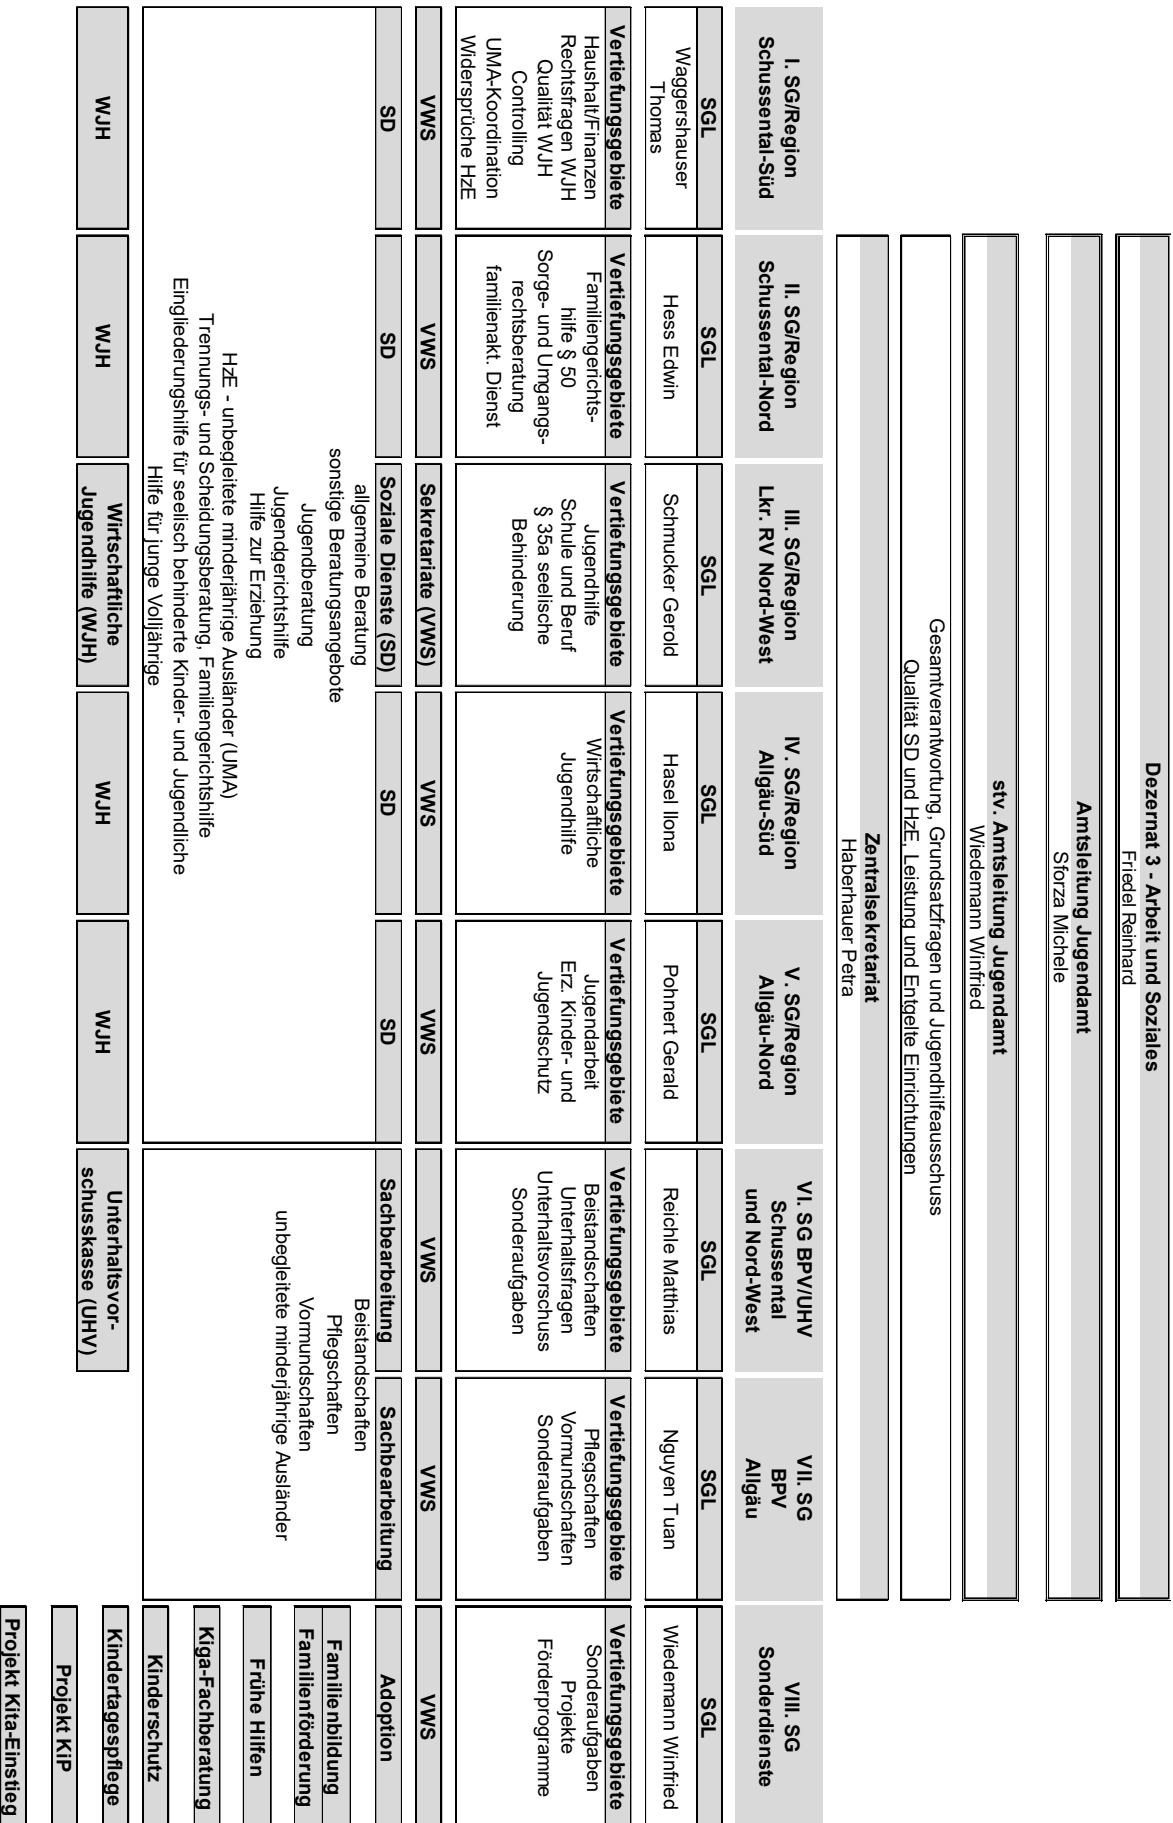 Dezernat 3 - Arbeit und Soziales
Friedel Reinhard
Amtsleitung Jugendamt
Sforza Michele
stv. Amtsleitung Jugendamt
Wiedemann Winfried
Gesamtverantwortung, Grundsatzfragen und Jugendhilfeausschuss
Qualität SD und HzE, Leistung und Entgelte Einrichtungen
Zentralsekretariat
Haberhauer Petra
I. SG/Region
Schussental-Süd
II. SG/Region
Schussental-Nord
III. SG/Region
Lkr. RV Nord-West
IV. SG/Region
Allgäu-Süd
V. SG/Region
Allgäu-Nord
VI. SG BPV/UHV
Schussental
und Nord-West
VII. SG
BPV
Allgäu
VIII. SG
Sonderdienste
SGL
Waggershauser
Thomas
SGL
Hess Edwin
SGL
Schmucker Gerold
SGL
Hasel Ilona
SGL
Pohnert Gerald
SGL
Reichle Matthias
SGL
Nguyen Tuan
SGL
Wiedemann Winfried
Vertiefungsgebiete
Haushalt/Finanzen
Rechtsfragen WJH
Qualität WJH
Controlling
UMA-Koordination
Widersprüche HzE
Vertiefungsgebiete
Familiengerichts-
hilfe § 50
Sorge- und Umgangs-
rechtsberatung
familienakt. Dienst
Vertiefungsgebiete
Jugendhilfe
Schule und Beruf
§ 35a seelische
Behinderung
Vertiefungsgebiete
Wirtschaftliche
Jugendhilfe
Vertiefungsgebiete
Jugendarbeit
Erz. Kinder- und
Jugendschutz
Vertiefungsgebiete
Beistandschaften
Unterhaltsfragen
Unterhaltsvorschuss
Sonderaufgaben
Vertiefungsgebiete
Pflegschaften
Vormundschaften
Sonderaufgaben
Vertiefungsgebiete
Sonderaufgaben
Projekte
Förderprogramme
VWS
VWS
Sekretariate (VWS)
VWS
VWS
VWS
VWS
VWS
SD
SD
Soziale Dienste (SD)
SD
SD
Sachbearbeitung
Sachbearbeitung
Adoption
allgemeine Beratung
sonstige Beratungsangebote
Jugendberatung
Jugendgerichtshilfe
Hilfe zur Erziehung
HzE - unbegleitete minderjährige Ausländer (UMA)
Trennungs- und Scheidungsberatung, Familiengerichtshilfe
Eingliederungshilfe für seelisch behinderte Kinder- und Jugendliche
Hilfe für junge Volljährige
Beistandschaften
Pflegschaften
Vormundschaften
unbegleitete minderjährige Ausländer
Familienbildung
Familienförderung
Frühe Hilfen
Kiga-Fachberatung
Kinderschutz
WJH
WJH
Wirtschaftliche
Jugendhilfe (WJH)
WJH
WJH
Unterhaltsvor-
schusskasse (UHV)
Kindertagespflege
Projekt KiP
Projekt Kita-Einstieg